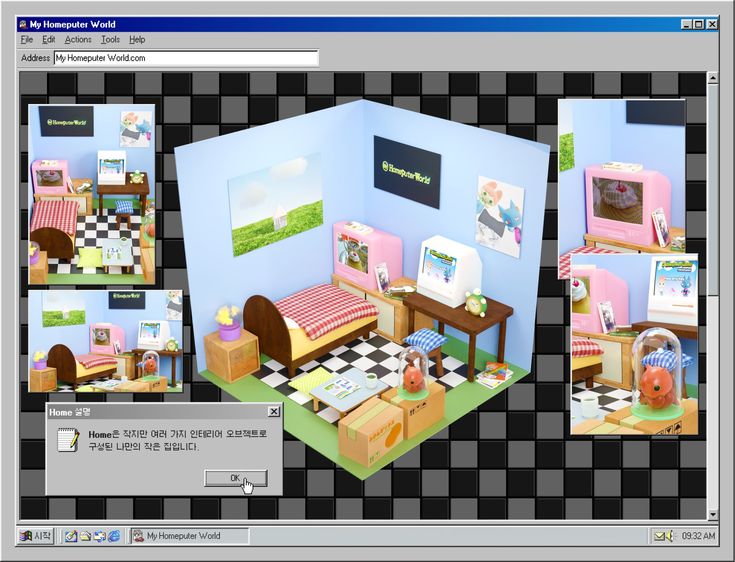 My Homeputer World
File Edit Actions Tools Help
Address My Homeputer World.com
HomeputerWorld
HomeputerWorld
HomeputerWorld
Home 설명
Home은 작지만 여러 가지 인테리어 오브젝트로
구성된 나만의 작은 집입니다.
OK
시작
My Homeputer World
09:32 AM